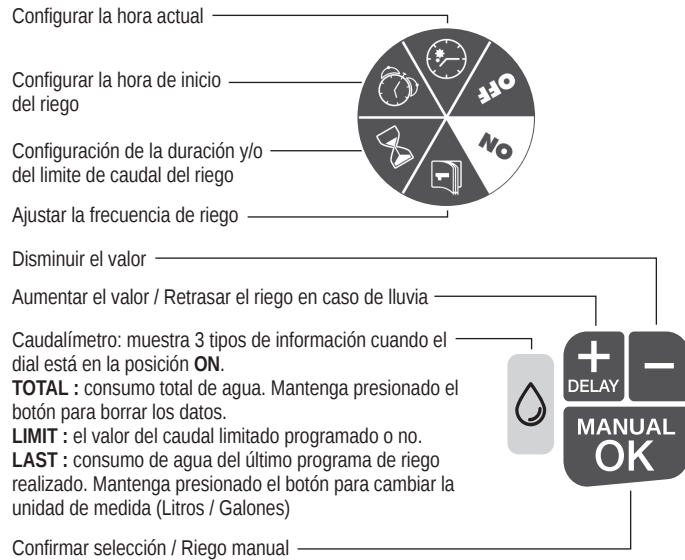 Configurar la hora actual
Configurar la hora de inicio
del riego
OFF
ON
1
Configuración de la duración y/o
del limite de caudal del riego
Ajustar la frecuencia de riego
Disminuir el valor
Aumentar el valor / Retrasar el riego en caso de lluvia
Caudalímetro: muestra 3 tipos de información cuando el
dial está en la posición ON.
TOTAL : consumo total de agua. Mantenga presionado el
botón para borrar los datos.
LIMIT : el valor del caudal limitado programado o no.
LAST : consumo de agua del último programa de riego
realizado. Mantenga presionado el botón para cambiar la
unidad de medida (Litros / Galones)
+
DELAY
−
MANUAL
OK
Confirmar selección / Riego manual